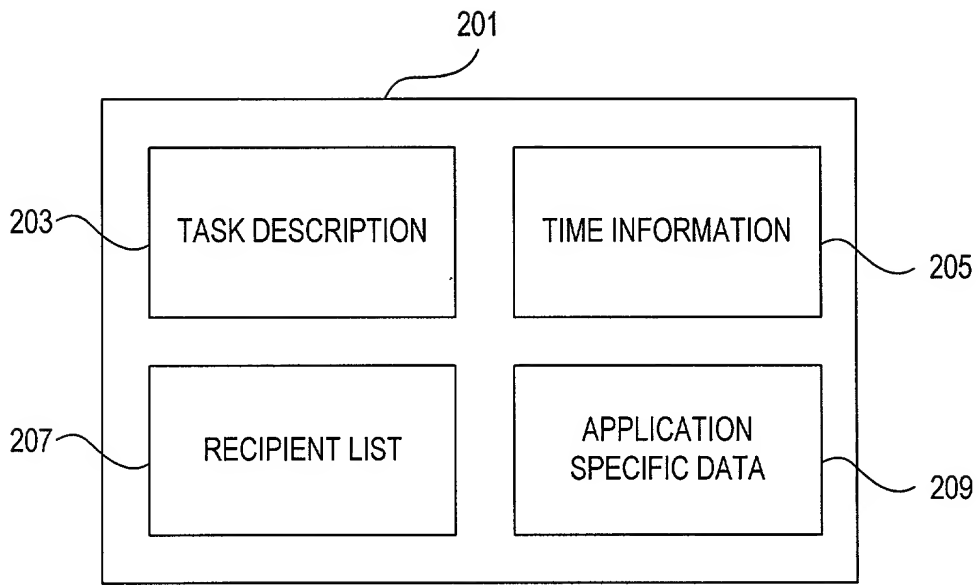 201
203
TASK DESCRIPTION
TIME INFORMATION
205
207
RECIPIENT LIST
APPLICATION
SPECIFIC DATA
209